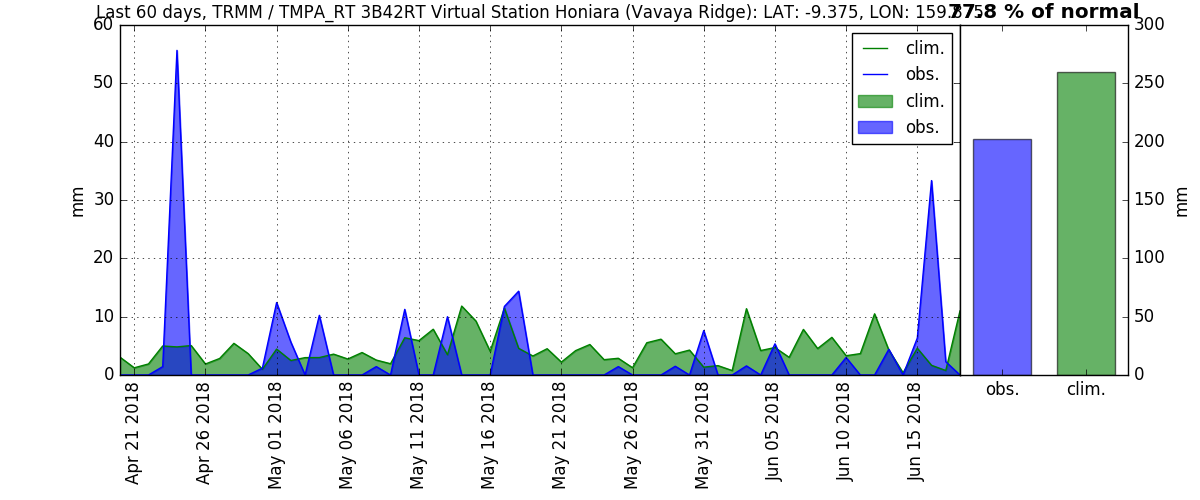 Last 60 days, TRMM / TMPA_RT 3B42RT Virtual Station Honiara (Vavaya Ridge): LAT: -9.375, LON: 159.875
77.8 % of normal
60
50
40
30
20
10
0
mm
clim.
obs.
clim.
obs.
300
250
200
150
100
50
0
mm
Apr 21 2018
Apr 26 2018
May 01 2018
May 06 2018
May 11 2018
May 16 2018
May 21 2018
May 26 2018
May 31 2018
Jun 05 2018
Jun 10 2018
Jun 15 2018
obs.
clim.